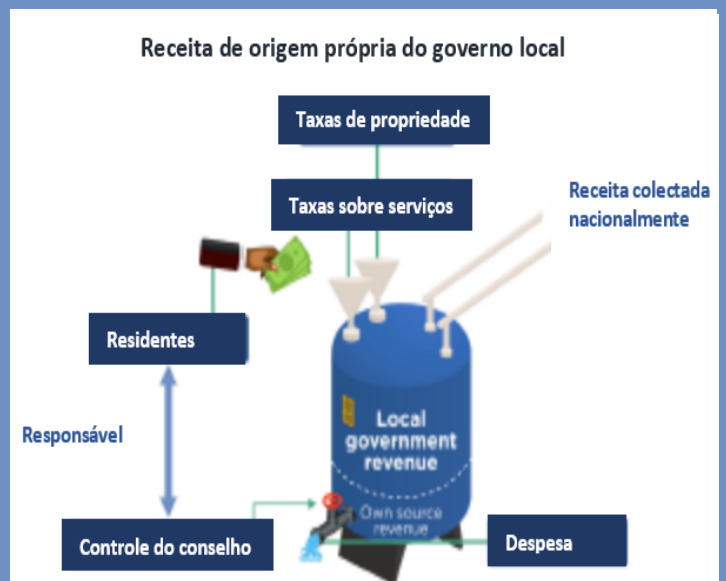 Receita de origem própria do governo local
Taxas de propriedade
Taxas sobre serviços
Receita colectada
nacionalmente
Residentes
Responsável
Local
government
revenue
Own source
revenue
Controle do conselho
Despesa